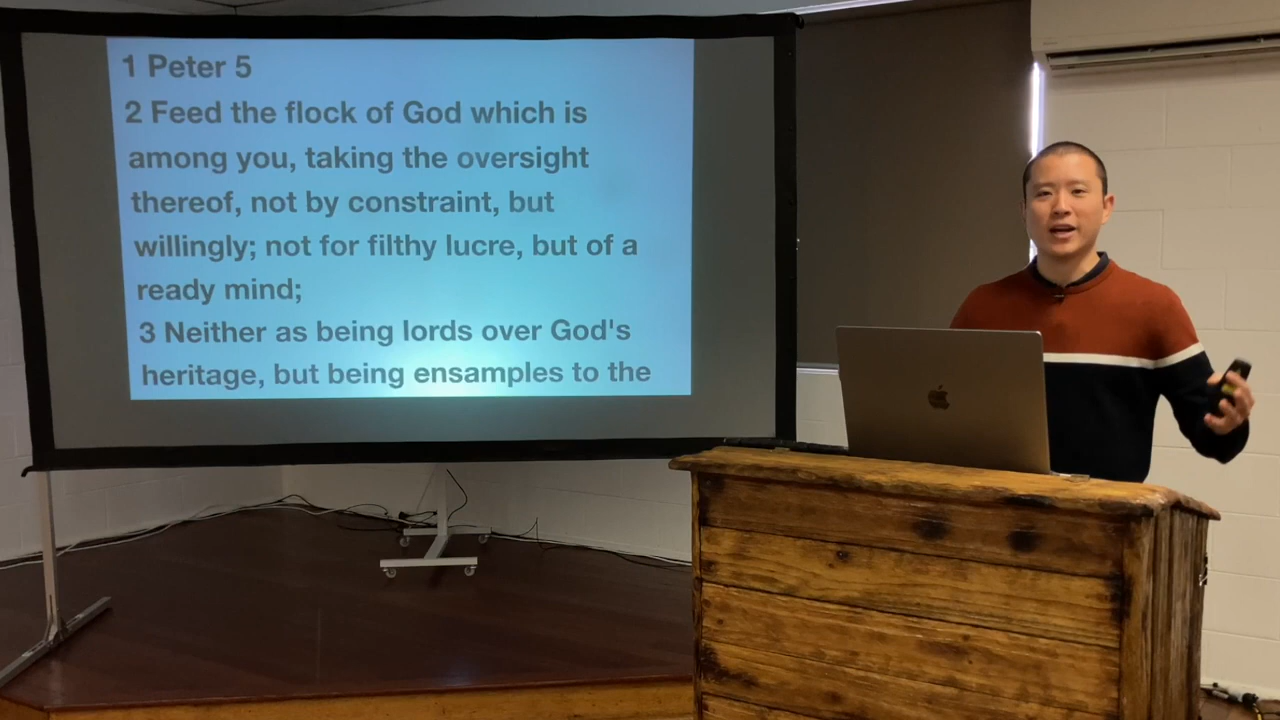 1 Peter 5
2 Feed the flock of God which is
among you, taking the oversight
thereof, not by constraint, but
willingly; not for filthy lucre, but of a
ready mind;
3 Neither as being lords over God's
heritage, but being ensamples to the